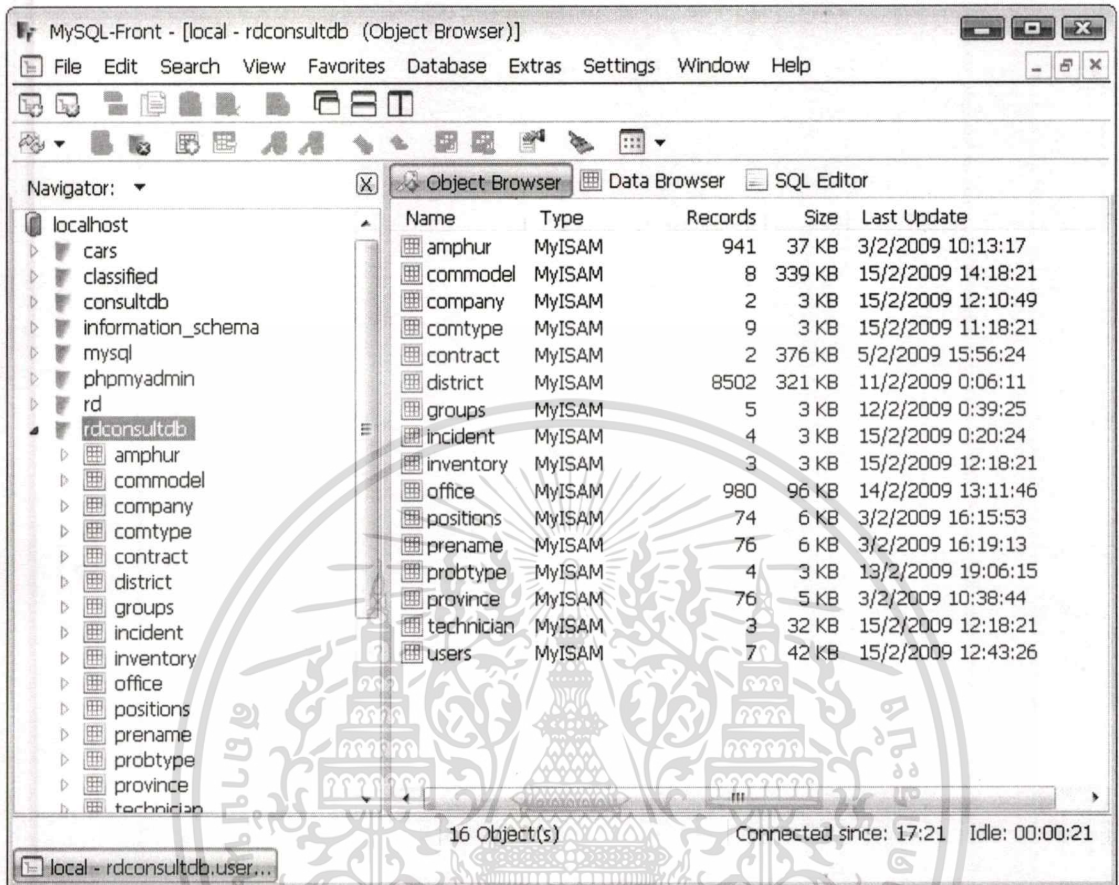 MySQL-Front - [local - rdconsultdb (Object Browser)]
File Edit Search View Favorites Database Extras Settings Window Help
Navigator:
Object Browser Data Browser SQL Editor
localhost
cars
classified
consultdb
information_schema
mysql
phpmyadmin
rd
rdconsultdb
amphur
commodel
company
comtype
contract
district
groups
incident
inventory
office
positions
prename
probtype
province
technician
Name Type Records Size Last Update
amphur MyISAM 941 37 KB 3/2/2009 10:13:17
commodel MyISAM 8 339 KB 15/2/2009 14:18:21
company MyISAM 2 3 KB 15/2/2009 12:10:49
comtype MyISAM 9 3 KB 15/2/2009 11:18:21
contract MyISAM 2 376 KB 5/2/2009 15:56:24
district MyISAM 8502 321 KB 11/2/2009 0:06:11
groups MyISAM 5 3 KB 12/2/2009 0:39:25
incident MyISAM 4 3 KB 15/2/2009 0:20:24
inventory MyISAM 3 3 KB 15/2/2009 12:18:21
office MyISAM 980 96 KB 14/2/2009 13:11:46
positions MyISAM 74 6 KB 3/2/2009 16:15:53
prename MyISAM 76 6 KB 3/2/2009 16:19:13
probtype MyISAM 4 3 KB 13/2/2009 19:06:15
province MyISAM 76 5 KB 3/2/2009 10:38:44
technician MyISAM 3 32 KB 15/2/2009 12:18:21
users MyISAM 7 42 KB 15/2/2009 12:43:26
16 Object(s) Connected since: 17:21 Idle: 00:00:21
local - rdconsultdb.user...